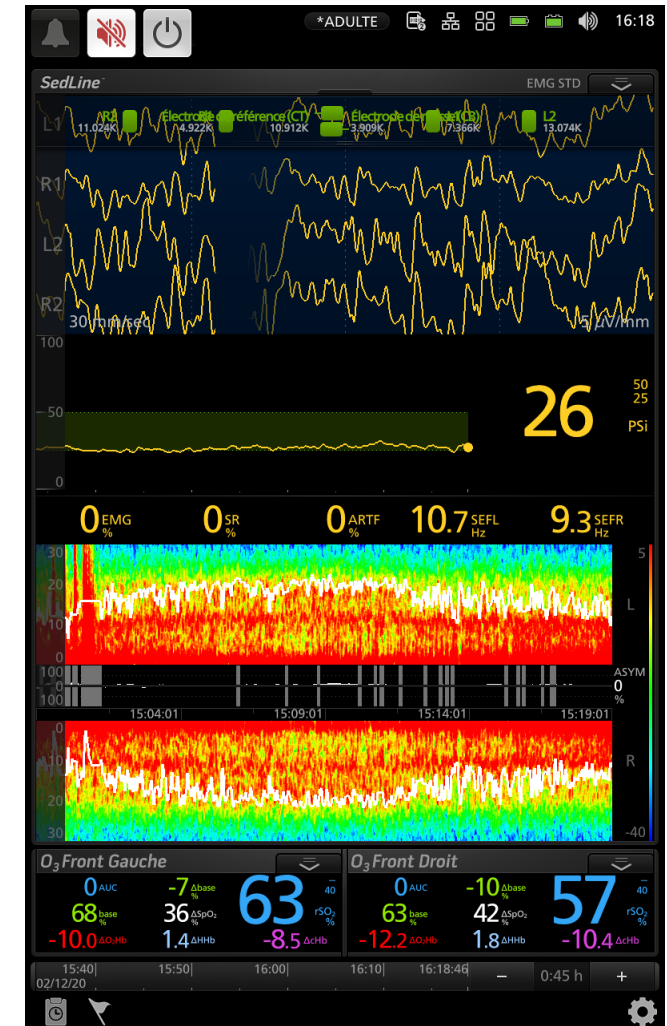 *ADULTE 16:18
SedLine EMG STD
R2 Électrode de référence (CT) Électrode de masse (CB) L2
L1 11.024K 4.922K 10.912K 3.909K 7.366K 13.074K
R1
L2
R2
30 mm/sec 5 µV/mm
100
50
0
26 50 25 PSi
0 EMG % 0 SR % 0 ARTF % 10.7 SEFL Hz 9.3 SEFR Hz
30 5
20
L
10
0
100 ASYM
0 0
100 %
15:04:01 15:09:01 15:14:01 15:19:01
0
10 R
20
30 -40
O3 Front Gauche O3 Front Droit
0 AUC -7 Δbase % 63 40 rSO2 % 0 AUC -10 Δbase % 57 40 rSO2 %
68 base % 36 ΔSpO2 % 63 base % 42 ΔSpO2 %
-10.0 ΔO2Hb 1.4 ΔHHb -8.5 ΔcHb -12.2 ΔO2Hb 1.8 ΔHHb -10.4 ΔcHb
15:40 15:50 16:00 16:10 16:18:46 − 0:45 h +
02/12/20